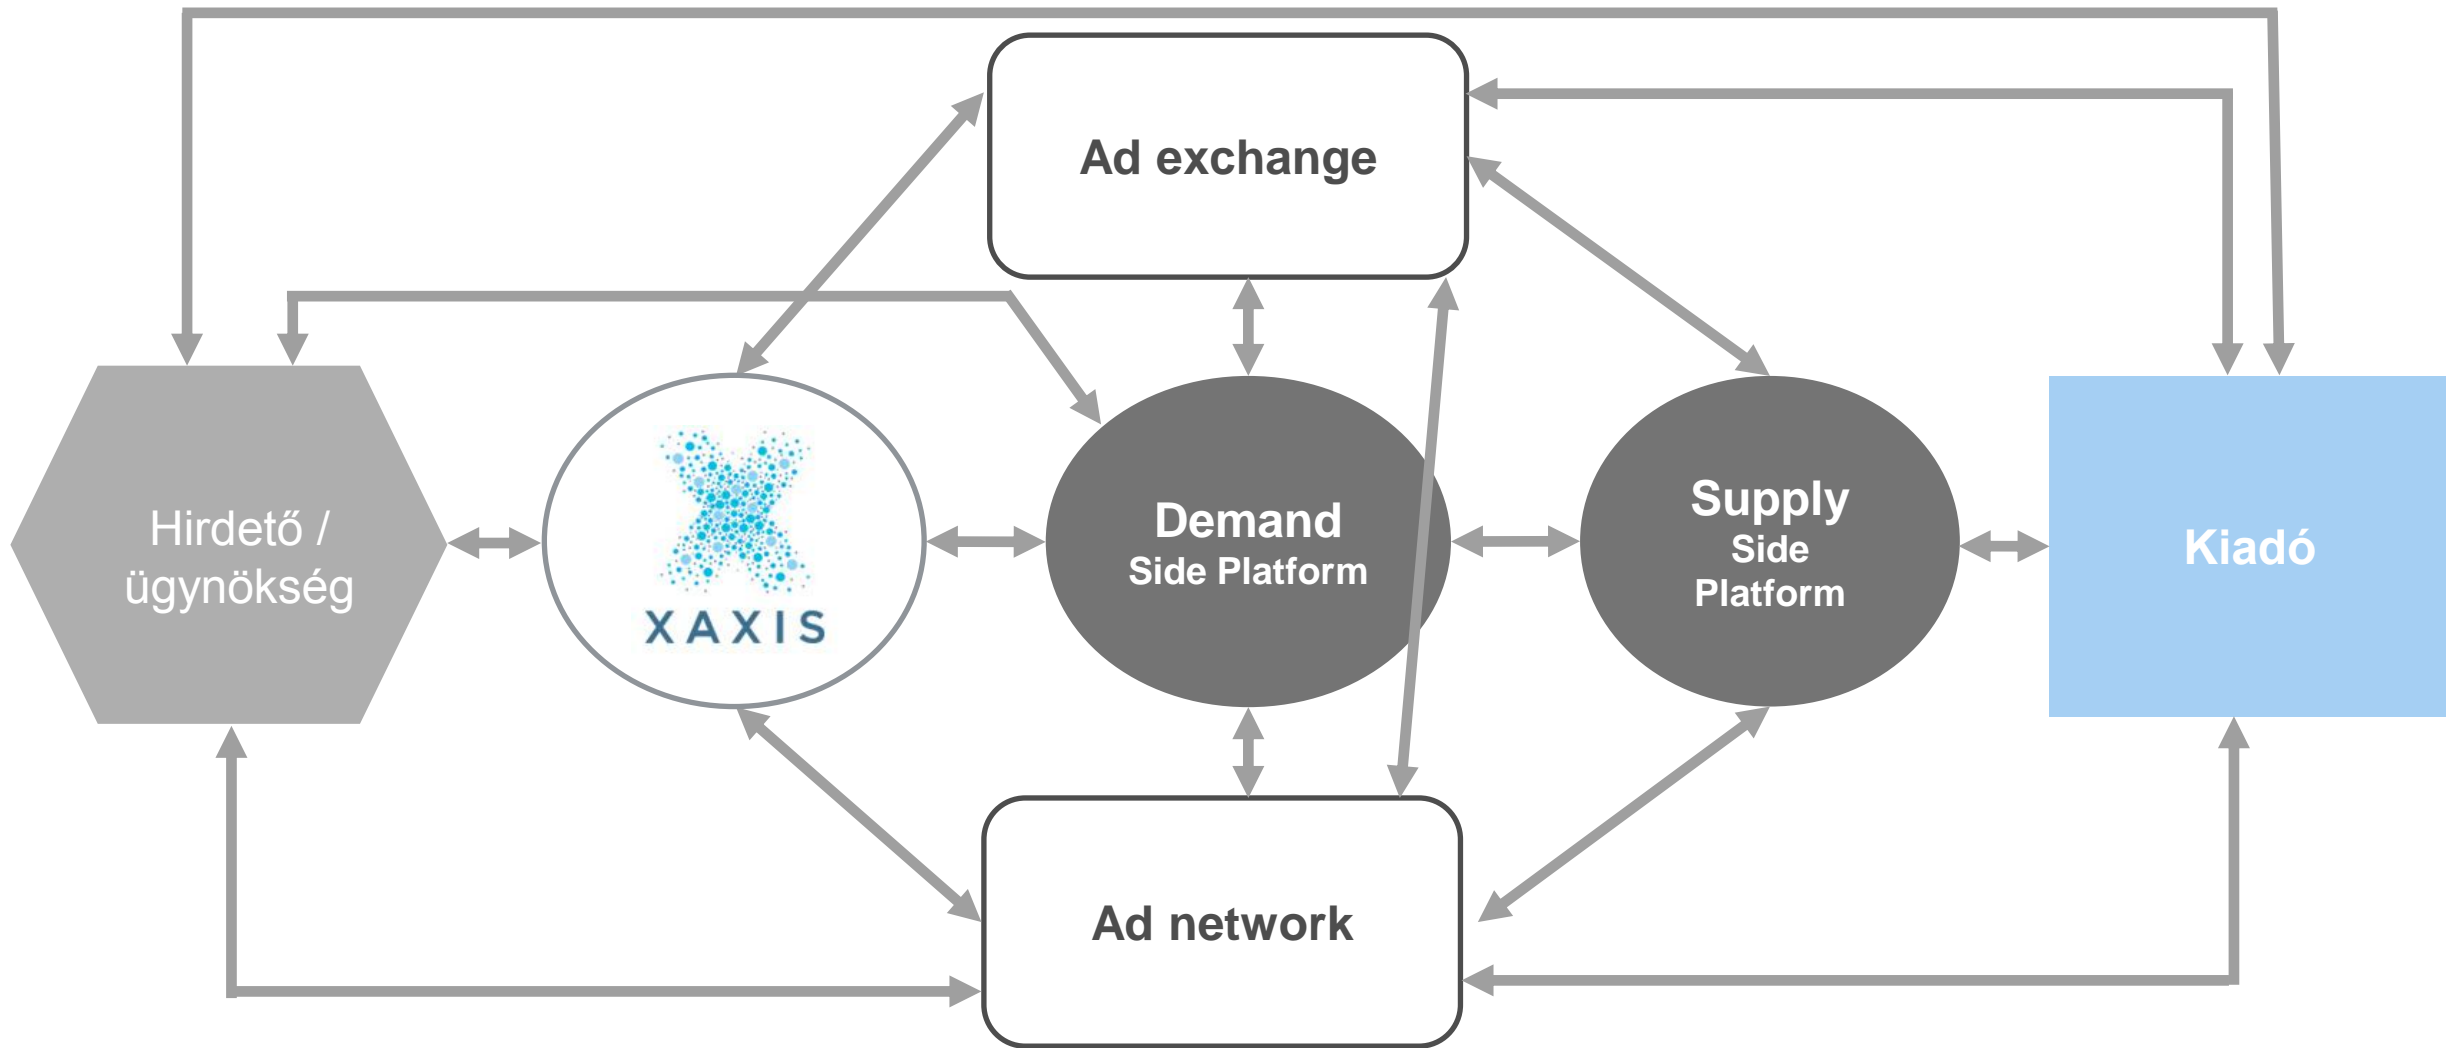 Ad exchange
Hirdető /
ügynökség
XAXIS
Demand
Side Platform
Supply
Side
Platform
Kiadó
Ad network